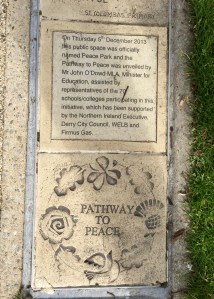 On Thursday 5th December 2013
this public space was officially
named Peace Park and the
Pathway to Peace was unveiled by
Mr John O'Dowd MLA, Minister for
Education, assisted by
representatives of the 7
schools/colleges participating in this
initiative, which has been supported
by the Northern Ireland Executive,
Derry City Council, WELB and
Firmus Gas.
PATHWAY
TO
PEACE